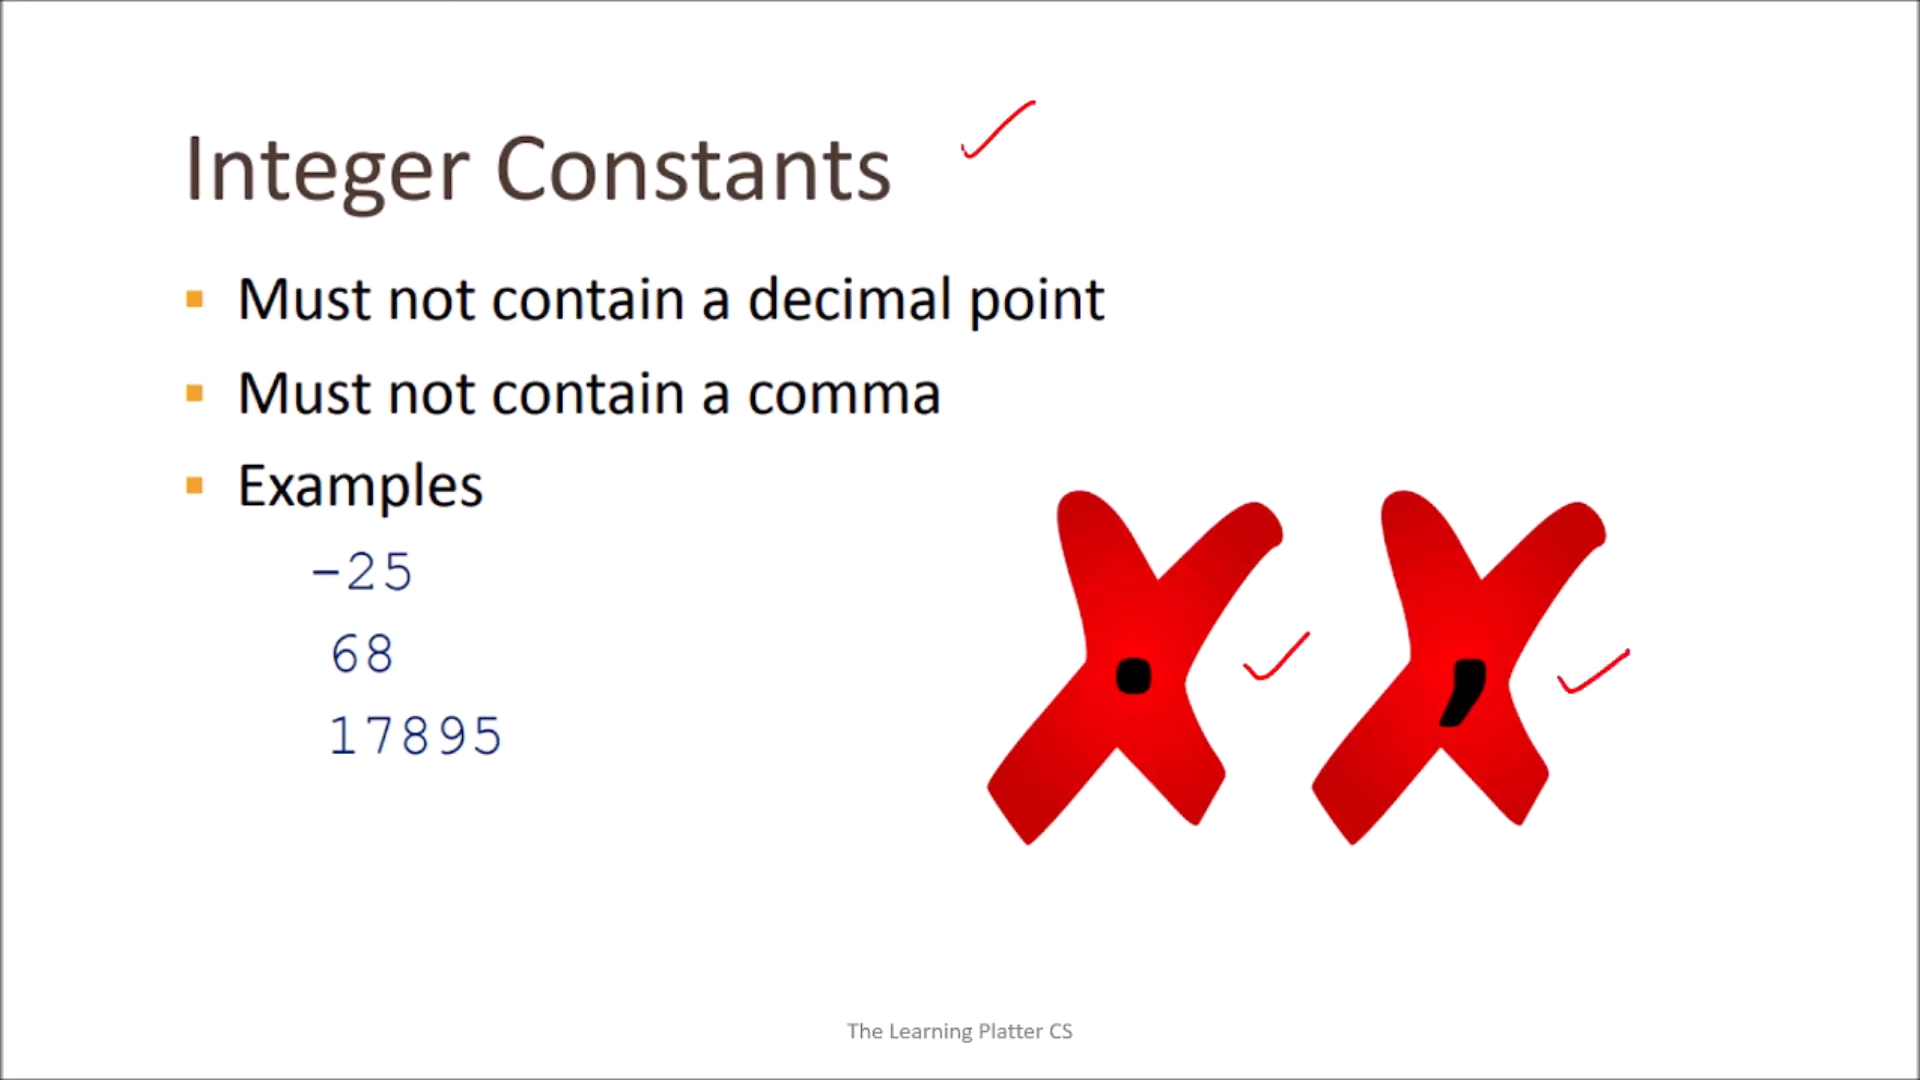 Integer Constants
Must not contain a decimal point
Must not contain a comma
Examples
-25
68
17895
.
,
The Learning Platter CS